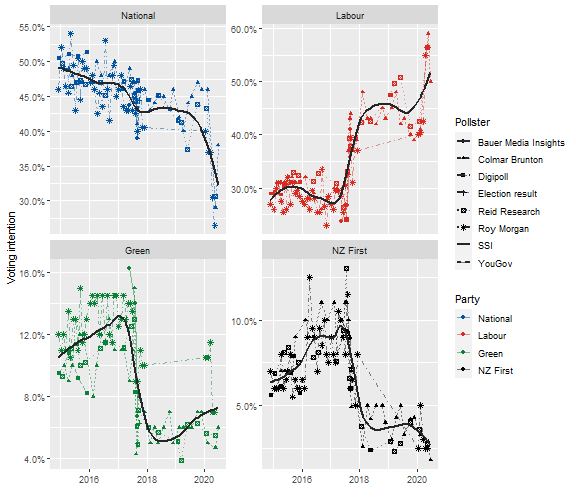 National
Labour
55.0%
50.0%
45.0%
40.0%
35.0%
30.0%
60.0%
50.0%
40.0%
30.0%
Voting intention
Green
NZ First
16.0%
12.0%
8.0%
4.0%
10.0%
5.0%
2016
2018
2020
2016
2018
2020
Pollster
Bauer Media Insights
Colmar Brunton
Digipoll
Election result
Reid Research
Roy Morgan
SSI
YouGov
Party
National
Labour
Green
NZ First